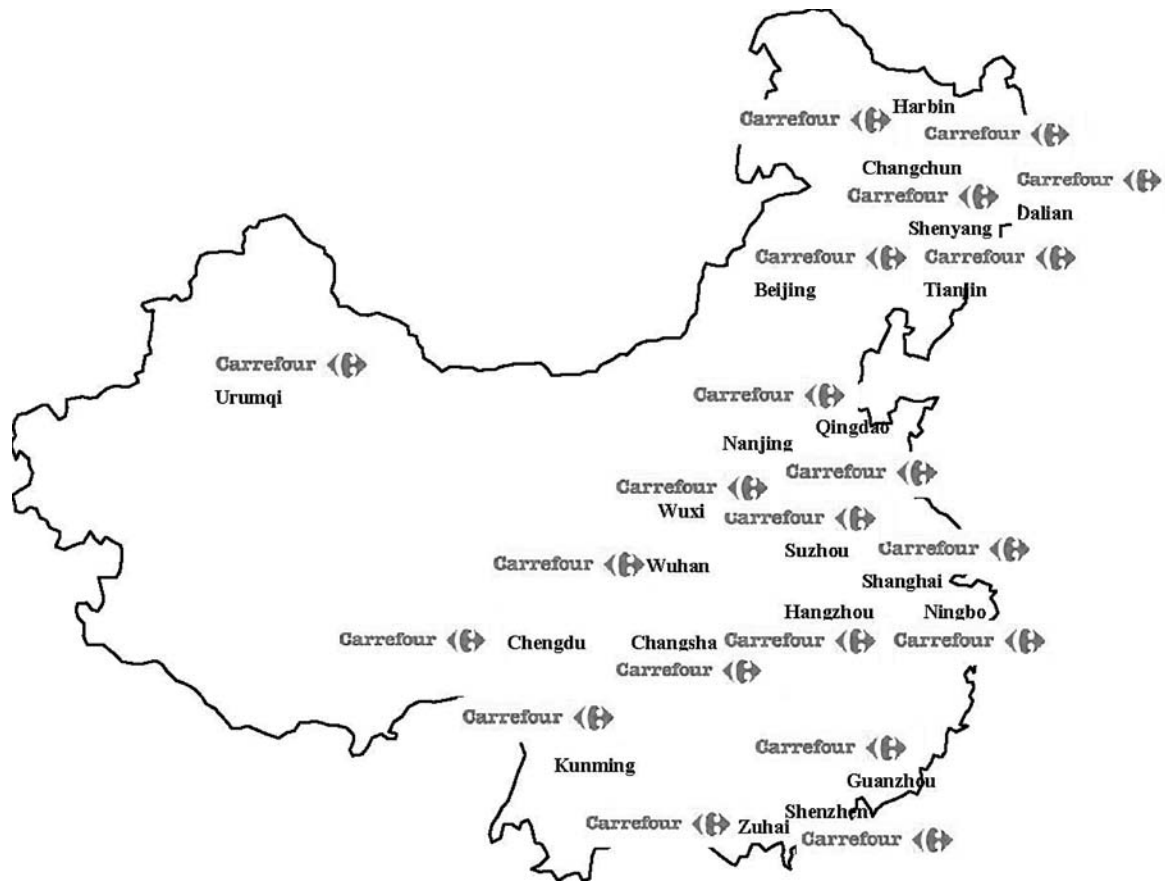 Harbin
Carrefour
Carrefour
Changchun
Carrefour
Carrefour
Dalian
Shenyang
Carrefour
Carrefour
Beijing
Tianjin
Carrefour
Urumqi
Carrefour
Qingdao
Nanjing
Carrefour
Carrefour
Wuxi
Carrefour
Suzhou
Carrefour
Carrefour
Wuhan
Shanghai
Hangzhou
Ningbo
Carrefour
Chengdu
Changsha
Carrefour
Carrefour
Carrefour
Carrefour
Kunming
Carrefour
Guanzhou
Shenzhen
Carrefour
Zuhai
Carrefour